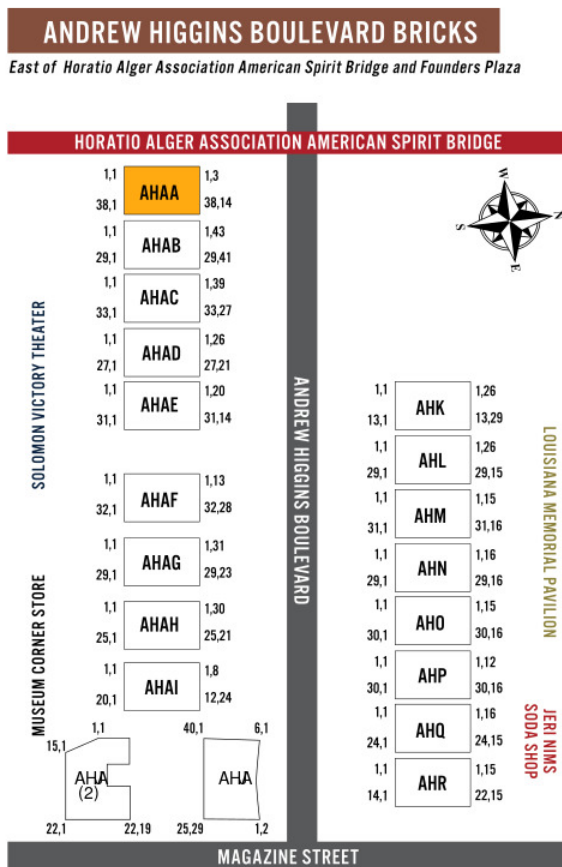 ANDREW HIGGINS BOULEVARD BRICKS
East of Horatio Alger Association American Spirit Bridge and Founders Plaza
HORATIO ALGER ASSOCIATION AMERICAN SPIRIT BRIDGE
W
N
S
E
1,1 AHAA 1,3
38,1 38,14
1,1 AHAB 1,43
29,1 29,41
1,1 AHAC 1,39
33,1 33,27
1,1 AHAD 1,26
27,1 27,21
1,1 AHAE 1,20
31,1 31,14
1,1 AHAF 1,13
32,1 32,28
1,1 AHAG 1,31
29,1 29,23
1,1 AHAH 1,30
25,1 25,21
1,1 AHAI 1,8
20,1 12,24
1,1
15,1
AHA
(2)
22,1 22,19
40,1 6,1
AHA
25,29 1,2
SOLOMON VICTORY THEATER
MUSEUM CORNER STORE
ANDREW HIGGINS BOULEVARD
1,1 AHK 1,26
13,1 13,29
1,1 AHL 1,26
29,1 29,15
1,1 AHM 1,15
31,1 31,16
1,1 AHN 1,16
29,1 29,16
1,1 AHO 1,15
30,1 30,16
1,1 AHP 1,12
30,1 30,16
1,1 AHQ 1,16
24,1 24,15
1,1 AHR 1,15
14,1 22,15
LOUISIANA MEMORIAL PAVILION
JERI NIMS
SODA SHOP
MAGAZINE STREET